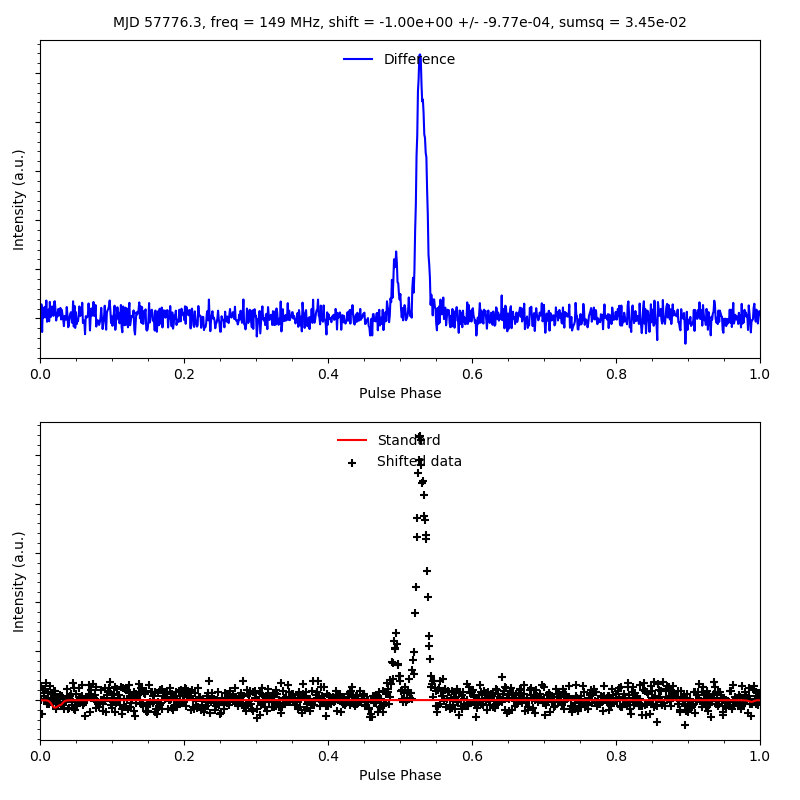 MJD 57776.3, freq = 149 MHz, shift = -1.00e+00 +/- -9.77e-04, sumsq = 3.45e-02
Difference
Intensity (a.u.)
0.0 0.2 0.4 0.6 0.8 1.0
Pulse Phase
Standard
Shifted data
Intensity (a.u.)
0.0 0.2 0.4 0.6 0.8 1.0
Pulse Phase